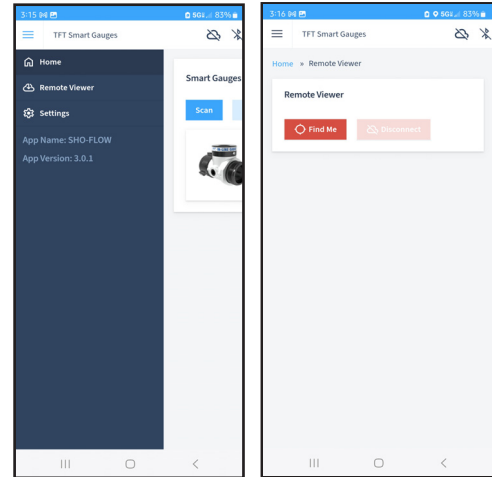 3:15
5G 83%
TFT Smart Gauges
Home
Remote Viewer
Settings
App Name: SHO-FLOW
App Version: 3.0.1
Smart Gauges
Scan
3:16
5G 83%
TFT Smart Gauges
Home » Remote Viewer
Remote Viewer
Find Me
Disconnect